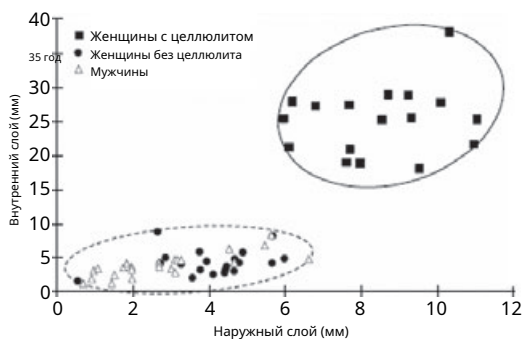 40
Женщины с целлюлитом
35 год
Женщины без целлюлита
Мужчины
30
25
20
15
10
5
0
Внутренний слой (мм)
0 2 4 6 8 10 12
Наружный слой (мм)